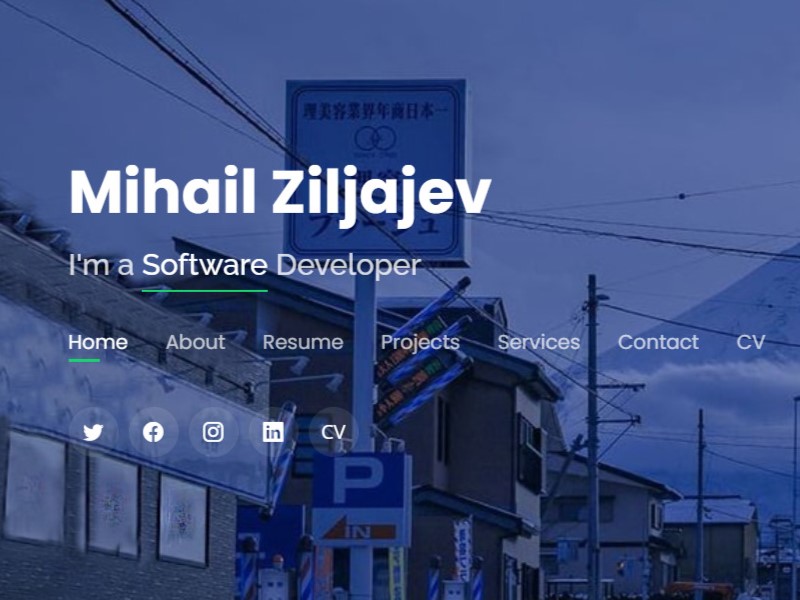 理美容業界年商日本一
Mihail Ziljajev
I'm a Software Developer
Home About Resume Projects Services Contact CV
CV
P
IN